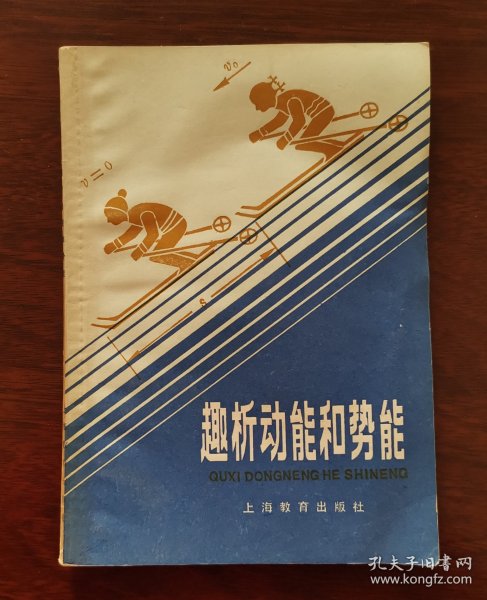 v₀
v=0
s
趣析动能和势能
QUXI DONGNENG HE SHINENG
上海教育出版社
孔夫子旧书网
www.kongfz.com